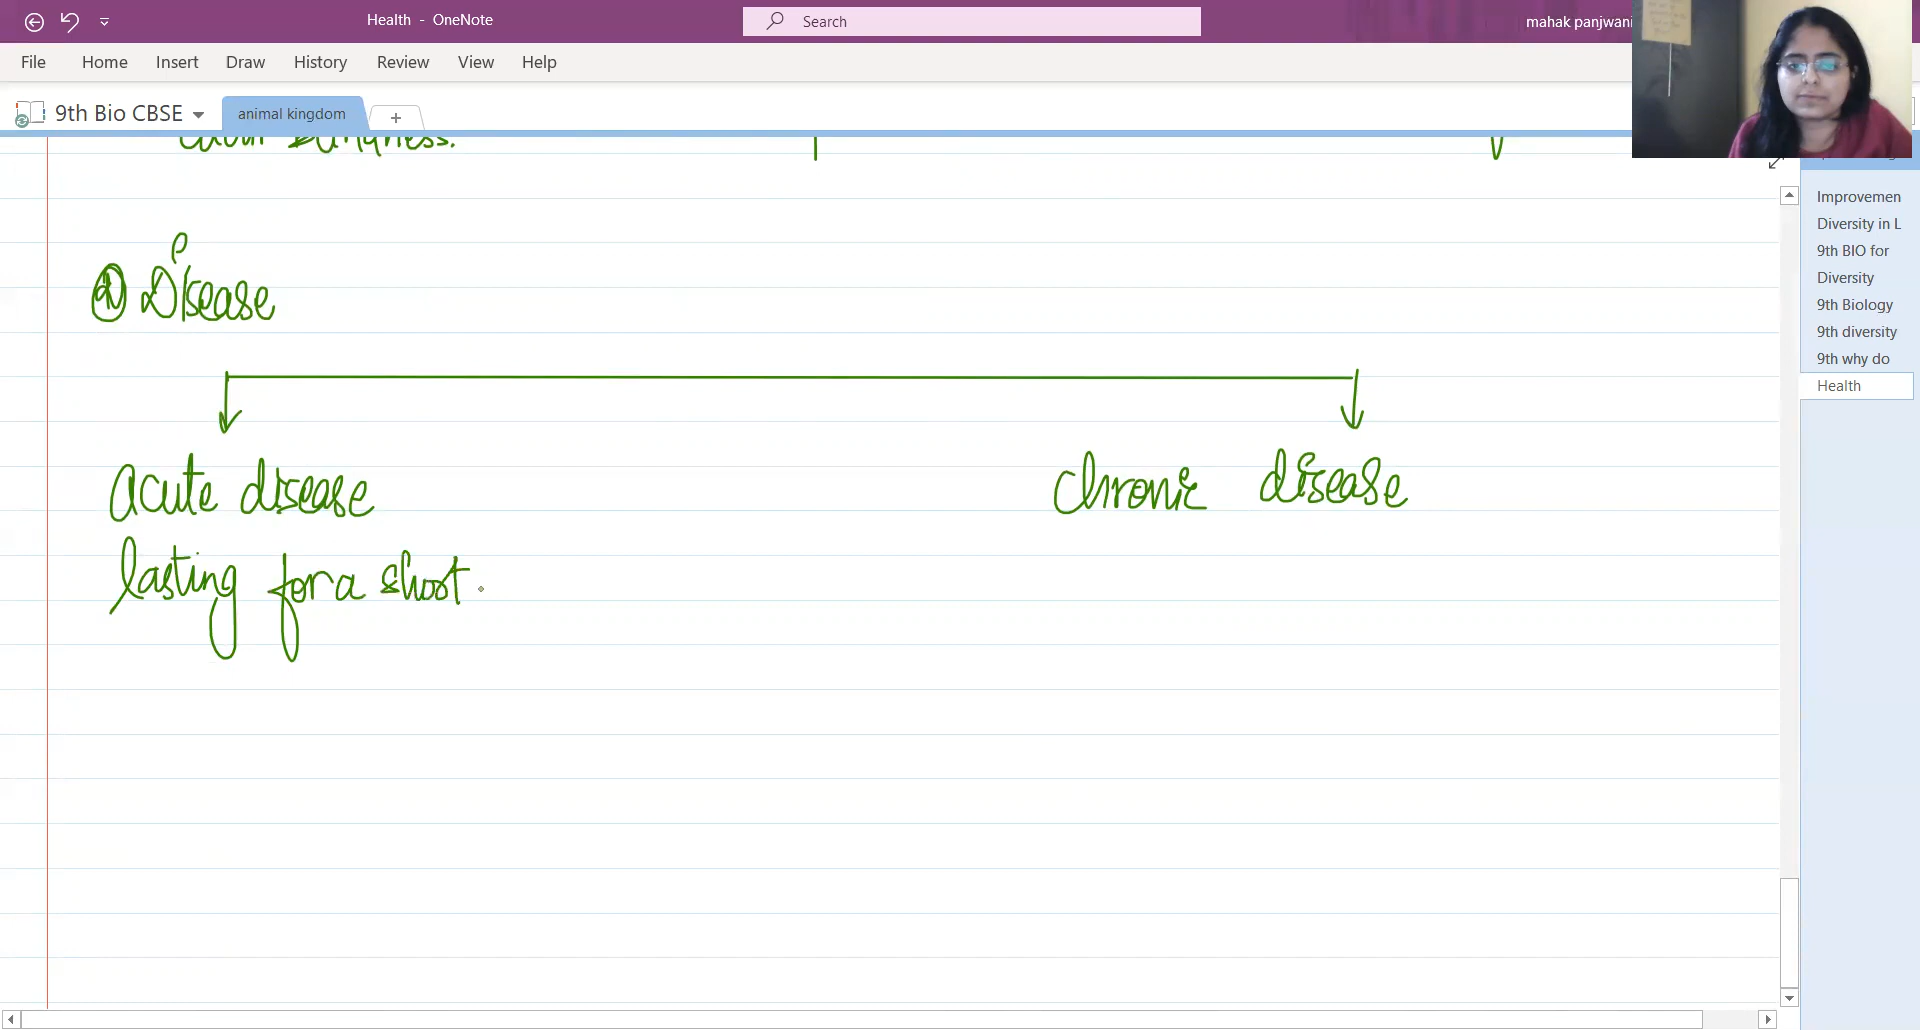 Health - OneNote
Search
mahak panjwani
File Home Insert Draw History Review View Help
9th Bio CBSE
animal kingdom
+
blindness.
Disease
acute disease
chronic disease
lasting for a short
Improvemen
Diversity in L
9th BIO for
Diversity
9th Biology
9th diversity
9th why do
Health